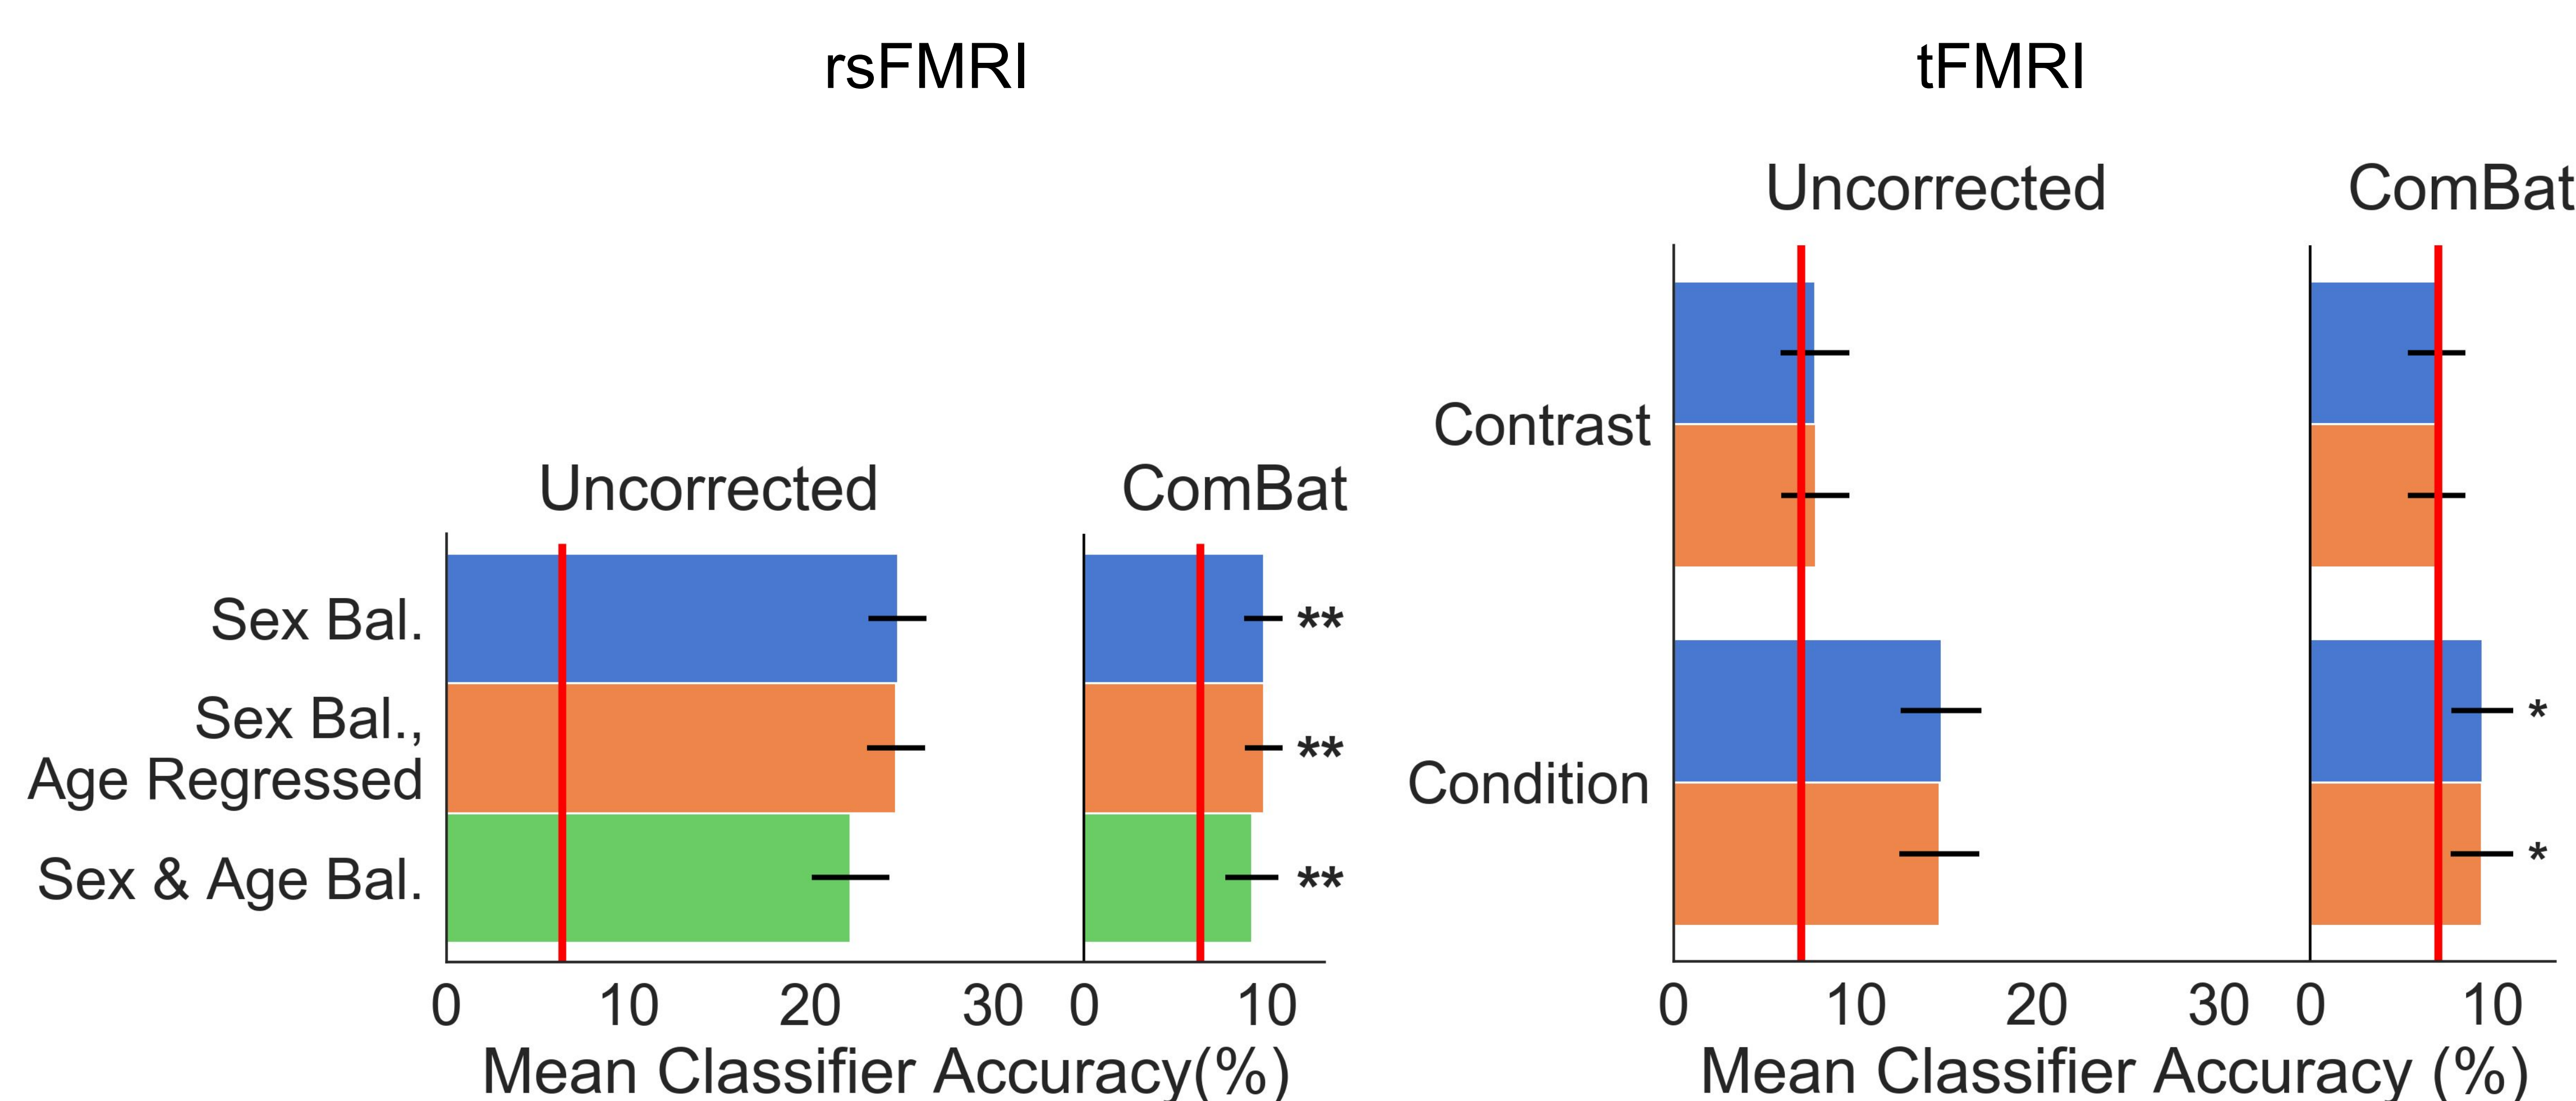 rsFMRI
tFMRI
Uncorrected
ComBat
Contrast
Condition
*
*
0 10 20 30 0 10
Mean Classifier Accuracy (%)
Uncorrected
ComBat
Sex Bal.
Sex Bal.,
Age Regressed
Sex & Age Bal.
**
**
**
0 10 20 30 0 10
Mean Classifier Accuracy(%)